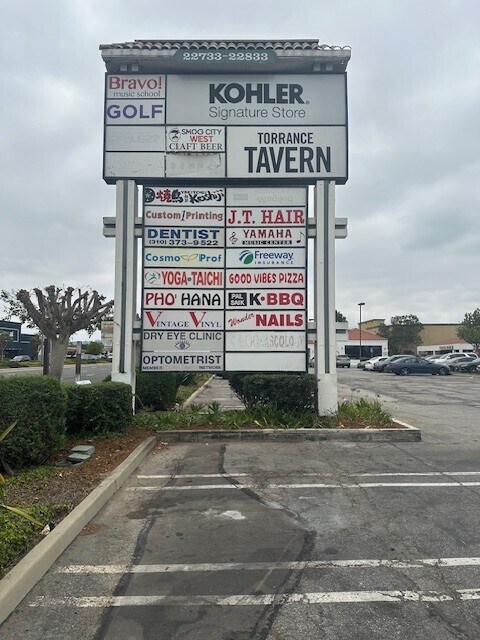 22733-22833
Bravo!
music school
GOLF
KOHLER®
Signature Store
SMOG CITY
WEST
CRAFT BEER
TORRANCE
TAVERN
Custom/Printing
J.T. HAIR
DENTIST
(310) 373-9522
YAMAHA
MUSIC CENTER
CosmoProf
Freeway
INSURANCE
YOGA·TAICHI
GOOD VIBES PIZZA
PHO' HANA
K·BBQ
VINTAGE VINYL
Wonder NAILS
DRY EYE CLINIC
OPTOMETRIST